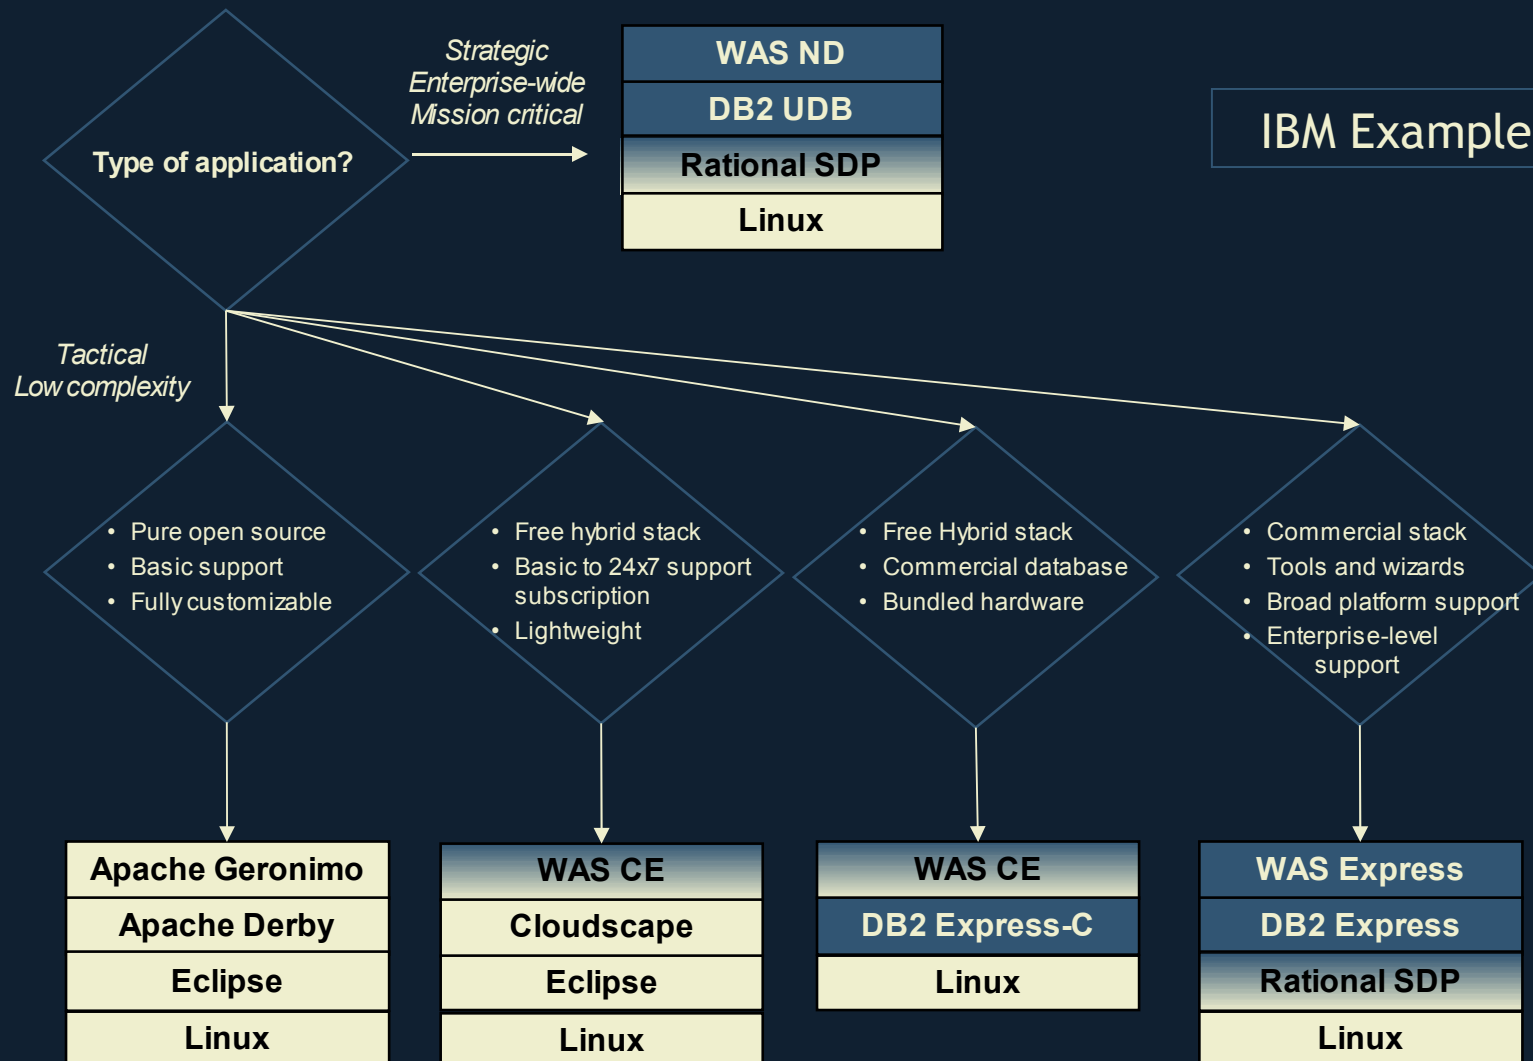 Strategic
Enterprise-wide
Mission critical
WAS ND
DB2 UDB
Rational SDP
Linux
IBM Example
Type of application?
Tactical
Low complexity
• Pure open source
• Basic support
• Fully customizable
• Free hybrid stack
• Basic to 24x7 support
subscription
• Lightweight
• Free Hybrid stack
• Commercial database
• Bundled hardware
• Commercial stack
• Tools and wizards
• Broad platform support
• Enterprise-level
support
Apache Geronimo
Apache Derby
Eclipse
Linux
WAS CE
Cloudscape
Eclipse
Linux
WAS CE
DB2 Express-C
Linux
WAS Express
DB2 Express
Rational SDP
Linux